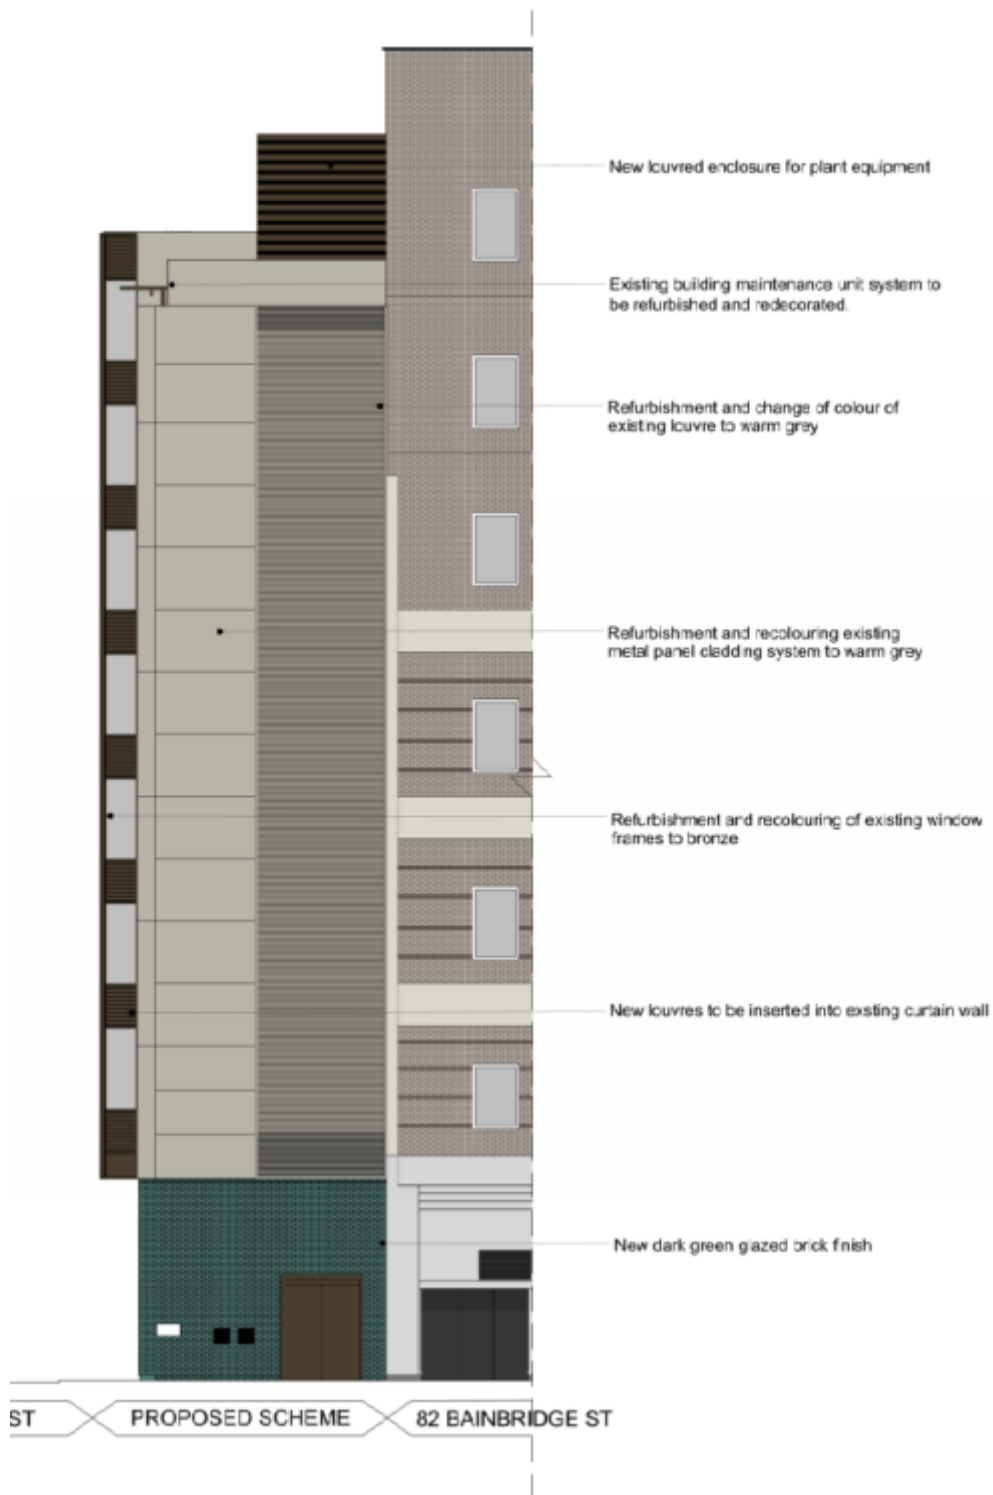 New louvred enclosure for plant equipment
Existing building maintenance unit system to
be refurbished and redecorated.
Refurbishment and change of colour of
existing louvre to warm grey
Refurbishment and recolouring existing
metal panel cladding system to warm grey
Refurbishment and recolouring of existing window
frames to bronze
New louvres to be inserted into exsting curtain wall
New dark green glazed brick finish
ST
PROPOSED SCHEME
82 BAINBRIDGE ST